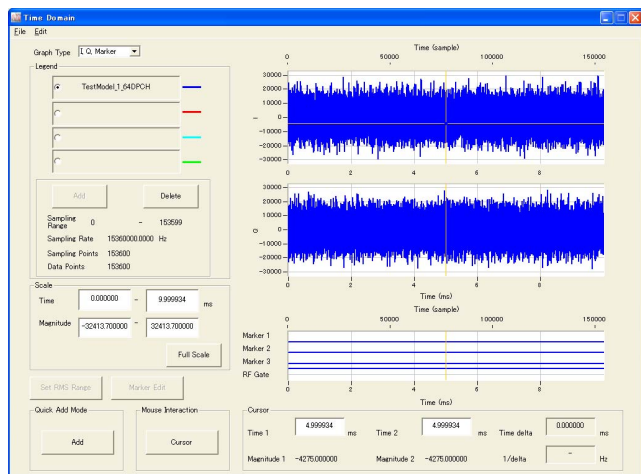 Time Domain
File Edit
Graph Type I Q, Marker
Legend
TestModel_1_64DPCH
Add Delete
Sampling Range 0 - 153599
Sampling Rate 15360000.0000 Hz
Sampling Points 153600
Data Points 153600
Scale
Time 0.000000 - 9.999934 ms
Magnitude -32413.700000 - 32413.700000
Full Scale
Set RMS Range Marker Edit
Quick Add Mode Mouse Interaction
Add Cursor
Time (sample)
0 50000 100000 150000
30000
20000
10000
0
-10000
-20000
-30000
I
0 2 4 6 8
30000
20000
10000
0
-10000
-20000
-30000
Q
0 2 4 6 8
Time (ms)
Time (sample)
0 50000 100000 150000
Marker 1
Marker 2
Marker 3
RF Gate
0 2 4 6 8
Time (ms)
Cursor
Time 1 4.999934 ms Time 2 4.999934 ms Time delta 0.000000 ms
Magnitude 1 -4275.000000 Magnitude 2 -4275.000000 1/delta - Hz